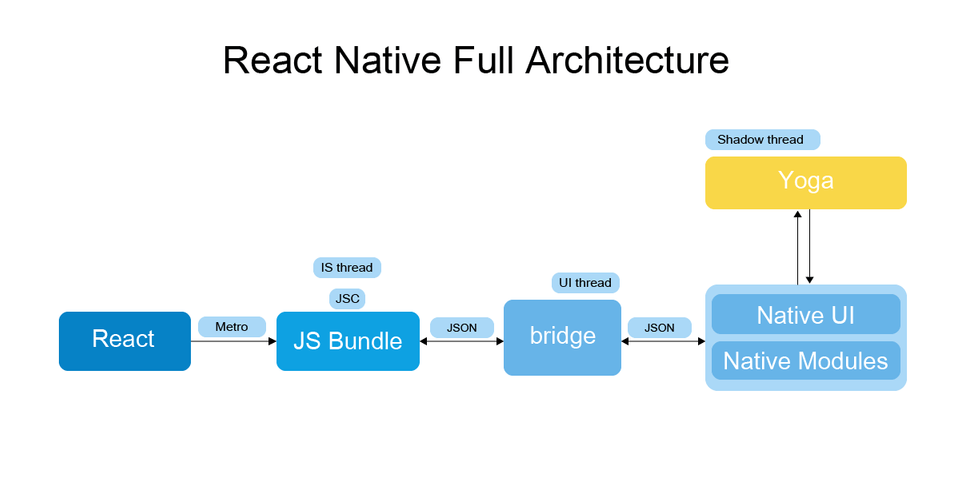 React Native Full Architecture
Shadow thread
Yoga
IS thread
UI thread
JSC
React
Metro
JS Bundle
JSON
bridge
JSON
Native UI
Native Modules